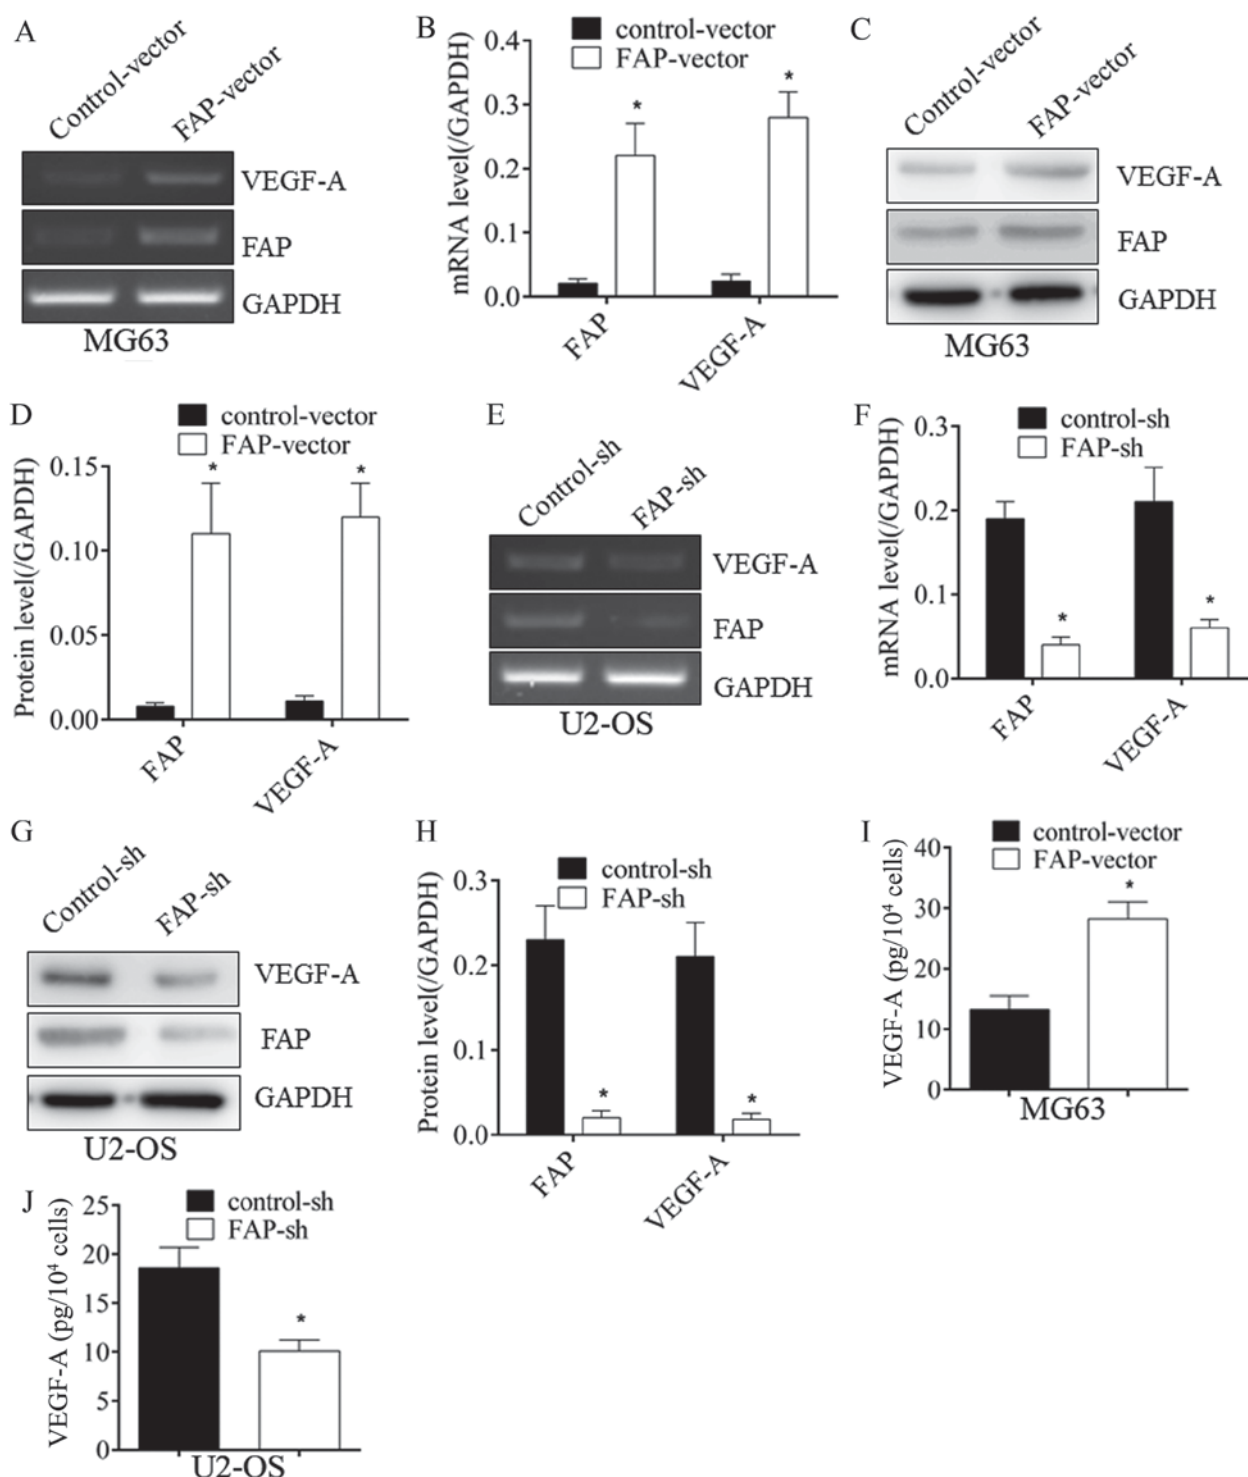 A
Control-vector
FAP-vector
VEGF-A
FAP
GAPDH
MG63
B
control-vector
FAP-vector
mRNA level(/GAPDH)
0.4
0.3
0.2
0.1
0.0
*
*
FAP
VEGF-A
C
Control-vector
FAP-vector
VEGF-A
FAP
GAPDH
MG63
D
control-vector
FAP-vector
Protein level(/GAPDH)
0.15
0.10
0.05
0.00
*
*
FAP
VEGF-A
E
Control-sh
FAP-sh
VEGF-A
FAP
GAPDH
U2-OS
F
control-sh
FAP-sh
mRNA level(/GAPDH)
0.3
0.2
0.1
0.0
*
*
FAP
VEGF-A
G
Control-sh
FAP-sh
VEGF-A
FAP
GAPDH
U2-OS
H
control-sh
FAP-sh
Protein level(/GAPDH)
0.3
0.2
0.1
0.0
*
*
FAP
VEGF-A
I
control-vector
FAP-vector
VEGF-A (pg/10⁴ cells)
40
30
20
10
0
*
MG63
J
control-sh
FAP-sh
VEGF-A (pg/10⁴ cells)
25
20
15
10
5
0
*
U2-OS